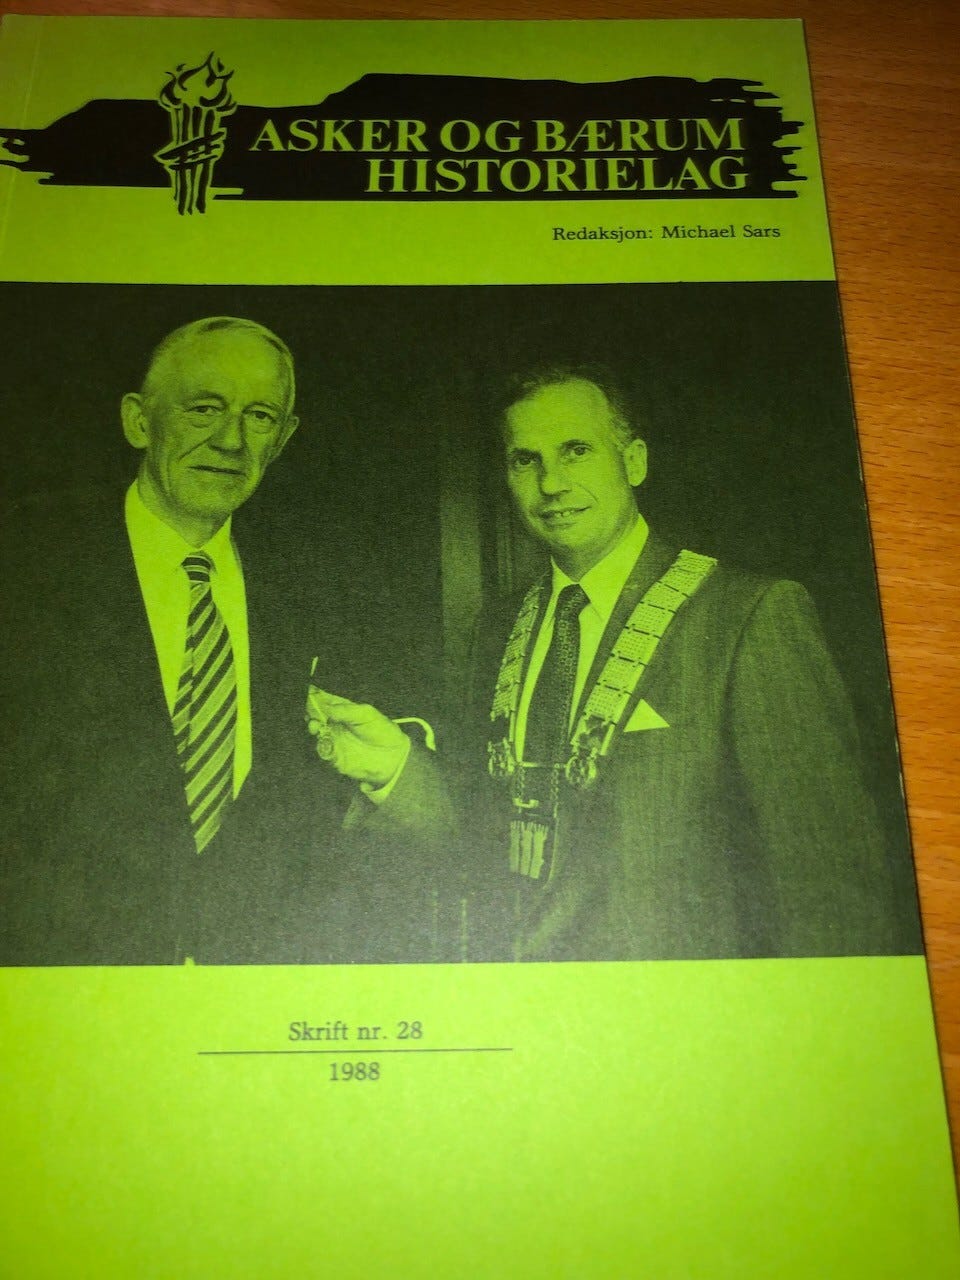 ASKER OG BÆRUM
HISTORIELAG
Redaksjon: Michael Sars
Skrift nr. 28
1988